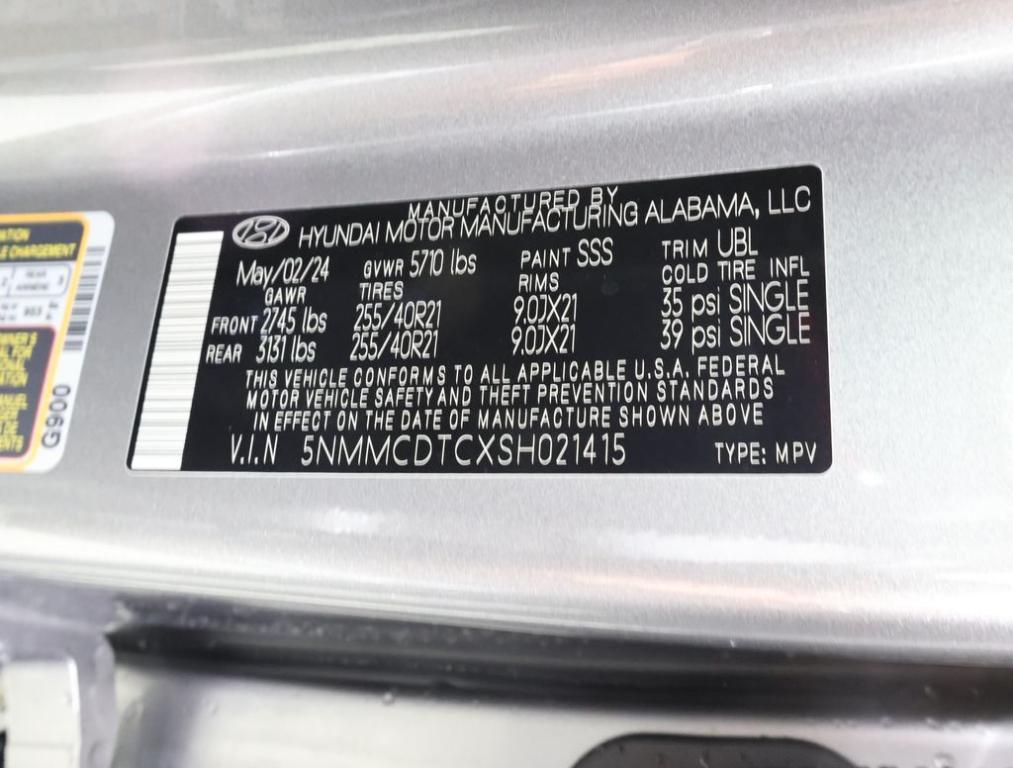 MANUFACTURED BY
HYUNDAI MOTOR MANUFACTURING ALABAMA, LLC
May/02/24 GVWR 5710 lbs PAINT SSS TRIM UBL
GAWR TIRES RIMS COLD TIRE INFL
FRONT 2745 lbs 255/40R21 9.0JX21 35 psi SINGLE
REAR 3131 lbs 255/40R21 9.0JX21 39 psi SINGLE
THIS VEHICLE CONFORMS TO ALL APPLICABLE U.S.A. FEDERAL
MOTOR VEHICLE SAFETY AND THEFT PREVENTION STANDARDS
IN EFFECT ON THE DATE OF MANUFACTURE SHOWN ABOVE
V.I.N 5NMMCDTCXSH021415 TYPE: MPV
CHARGEMENT
REAR
G900